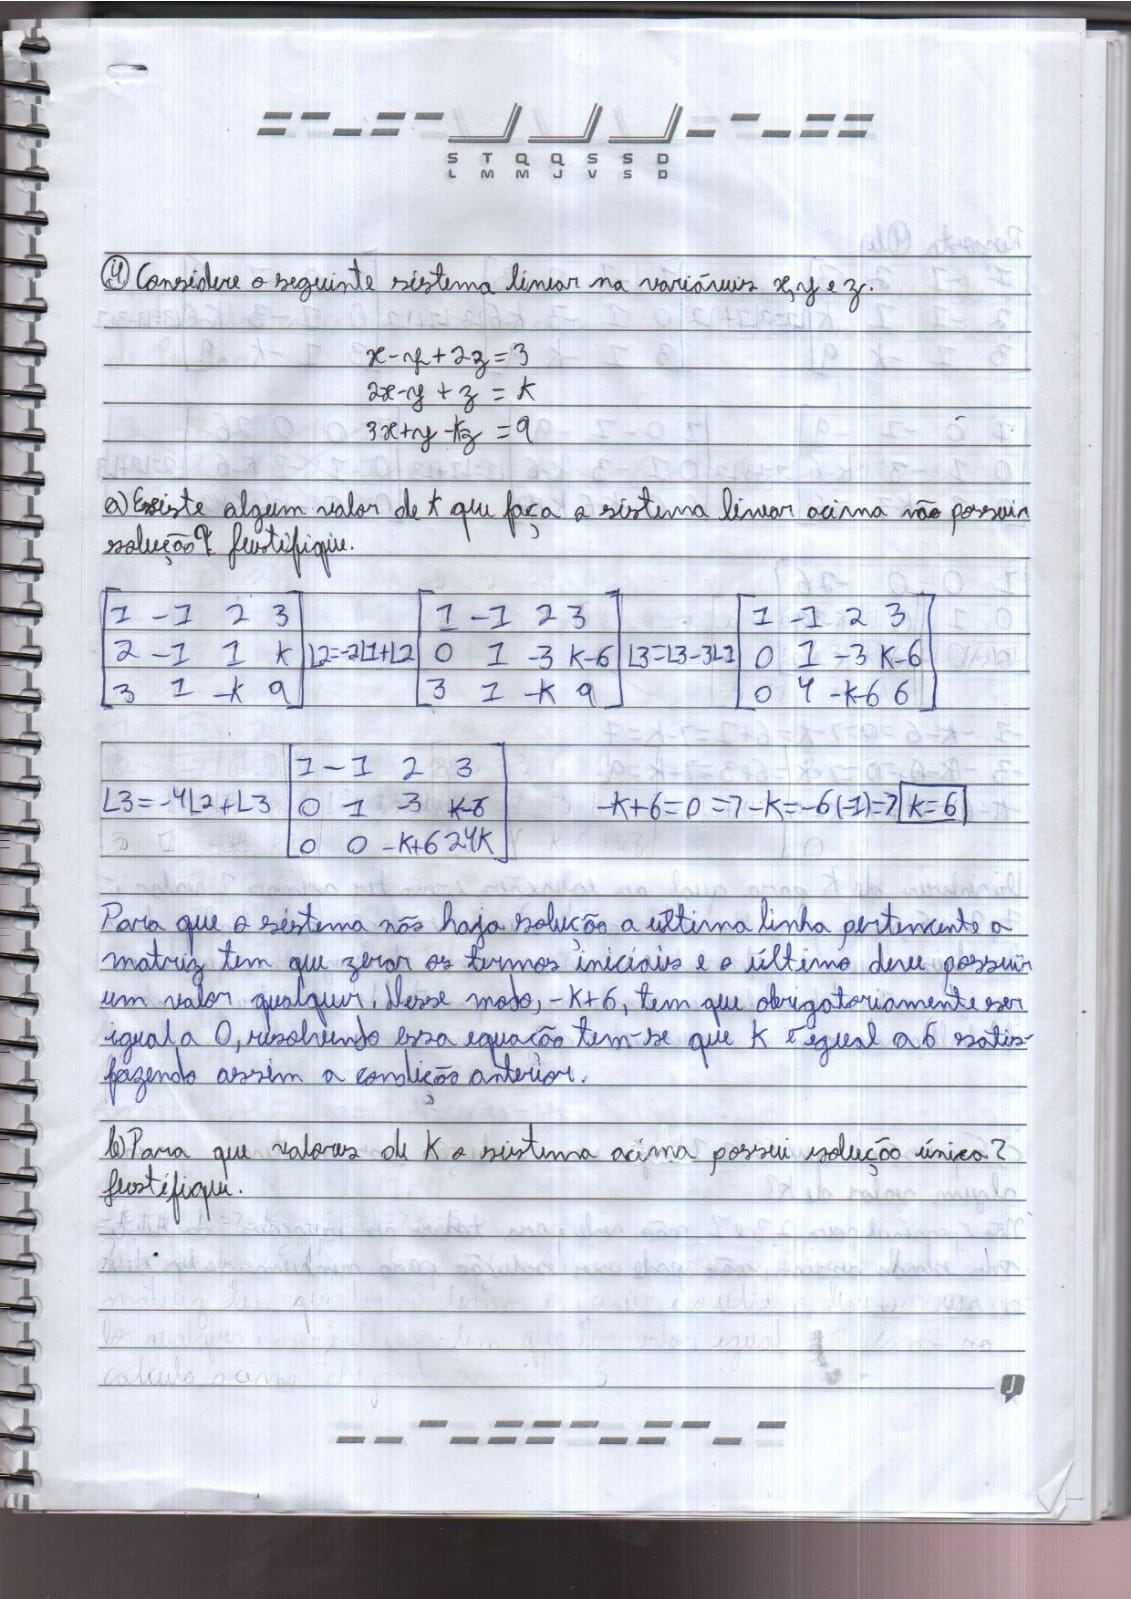 S T Q Q S S D
L M M J V S D
4) Considere o seguinte sistema linear na variáveis x, y e z.
x-y+2z=3
2x-y+z=K
3x+y-Kz=9
a) Existe algum valor de K que faça o sistema linear acima não possuir
solução? Justifique.
1 -1 2 3 1 -1 2 3 1 -1 2 3
2 -1 1 K L2=-2L1+L2 0 1 -3 K-6 L3=L3-3L1 0 1 -3 K-6
3 1 -K 9 3 1 -K 9 0 4 -K-6 6
1 -1 2 3
L3=-4L2+L3 0 1 -3 K-6 -K+6=0 => -K=-6(-1)=> K=6
0 0 -K+6 24K
Para que o sistema nós haja solução a ultima linha pertencente a
matriz tem que zerar os termos iniciais e o último deve possuir
um valor qualquer. Desse modo, -K+6, tem que obrigatoriamente ser
igual a 0, resolvendo essa equação tem-se que K é igual a 6 satis-
fazendo assim a condição anterior.
b) Para que valores de K o sistema acima possui solução única?
Justifique.